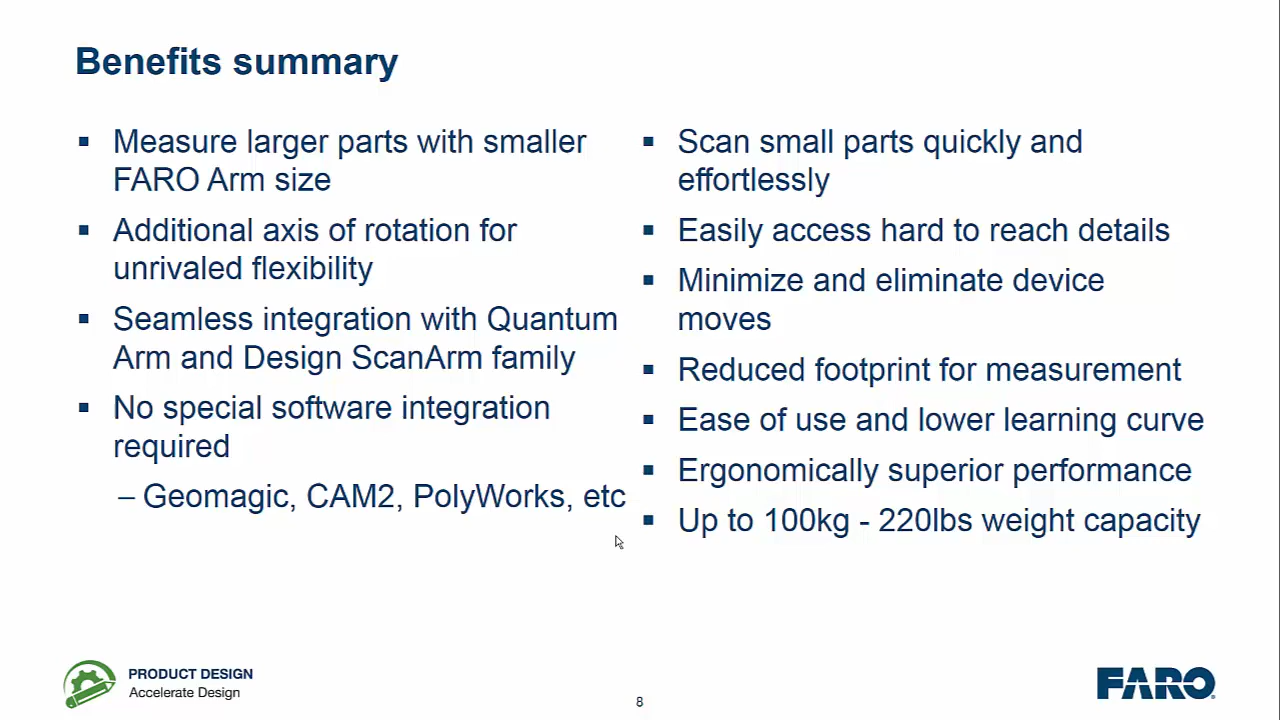 Benefits summary
▪ Measure larger parts with smaller
FARO Arm size
▪ Additional axis of rotation for
unrivaled flexibility
▪ Seamless integration with Quantum
Arm and Design ScanArm family
▪ No special software integration
required
– Geomagic, CAM2, PolyWorks, etc
▪ Scan small parts quickly and
effortlessly
▪ Easily access hard to reach details
▪ Minimize and eliminate device
moves
▪ Reduced footprint for measurement
▪ Ease of use and lower learning curve
▪ Ergonomically superior performance
▪ Up to 100kg - 220lbs weight capacity
PRODUCT DESIGN
Accelerate Design
8
FARO